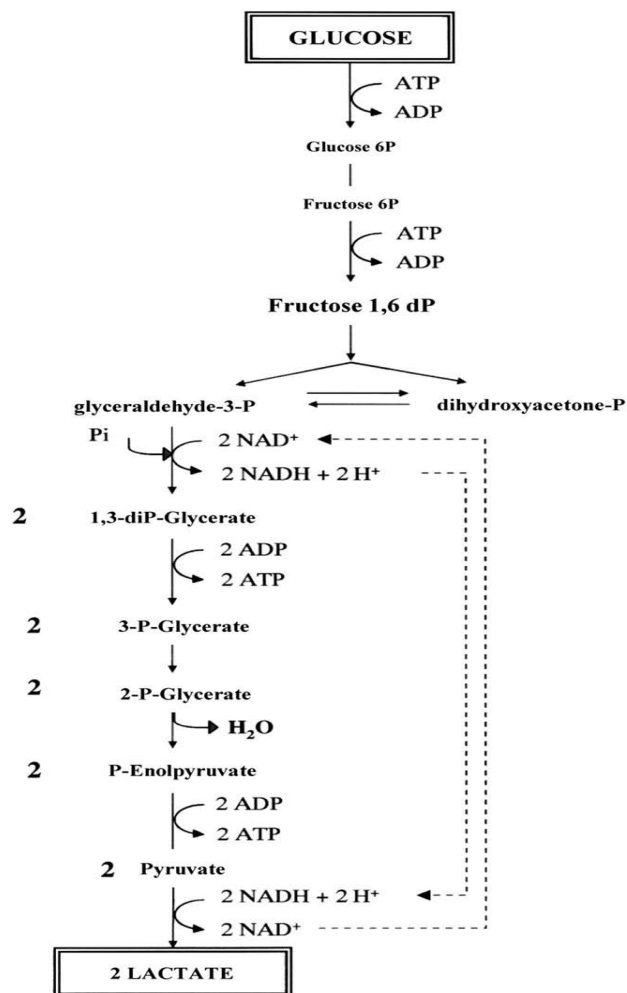 GLUCOSE
ATP
ADP
Glucose 6P
Fructose 6P
ATP
ADP
Fructose 1,6 dP
glyceraldehyde-3-P
dihydroxyacetone-P
Pi
2 NAD⁺
2 NADH + 2 H⁺
2 1,3-diP-Glycerate
2 ADP
2 ATP
2 3-P-Glycerate
2 2-P-Glycerate
H₂O
2 P-Enolpyruvate
2 ADP
2 ATP
2 Pyruvate
2 NADH + 2 H⁺
2 NAD⁺
2 LACTATE